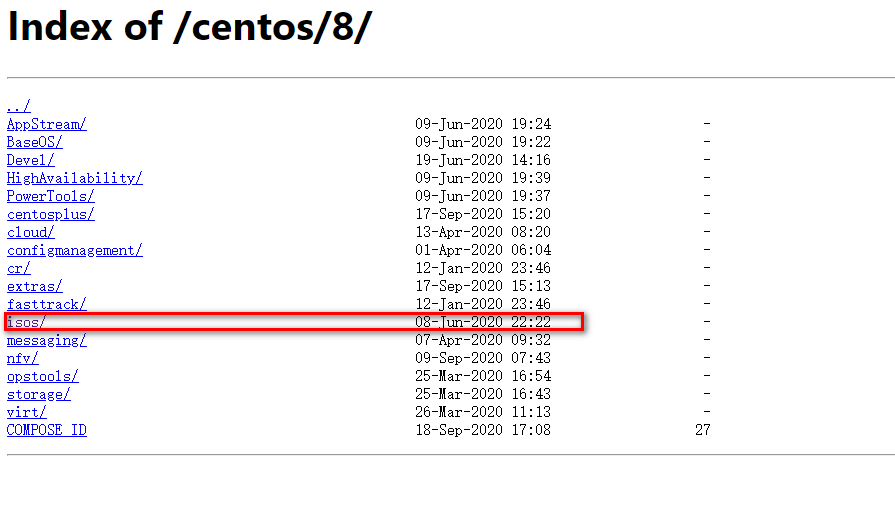 Index of /centos/8/
../
AppStream/ 09-Jun-2020 19:24 -
BaseOS/ 09-Jun-2020 19:22 -
Devel/ 19-Jun-2020 14:16 -
HighAvailability/ 09-Jun-2020 19:39 -
PowerTools/ 09-Jun-2020 19:37 -
centosplus/ 17-Sep-2020 15:20 -
cloud/ 13-Apr-2020 08:20 -
configmanagement/ 01-Apr-2020 06:04 -
cr/ 12-Jan-2020 23:46 -
extras/ 17-Sep-2020 15:13 -
fasttrack/ 12-Jan-2020 23:46 -
isos/ 08-Jun-2020 22:22 -
messaging/ 07-Apr-2020 09:32 -
nfv/ 09-Sep-2020 07:43 -
opstools/ 25-Mar-2020 16:54 -
storage/ 25-Mar-2020 16:43 -
virt/ 26-Mar-2020 11:13 -
COMPOSE_ID 18-Sep-2020 17:08 27